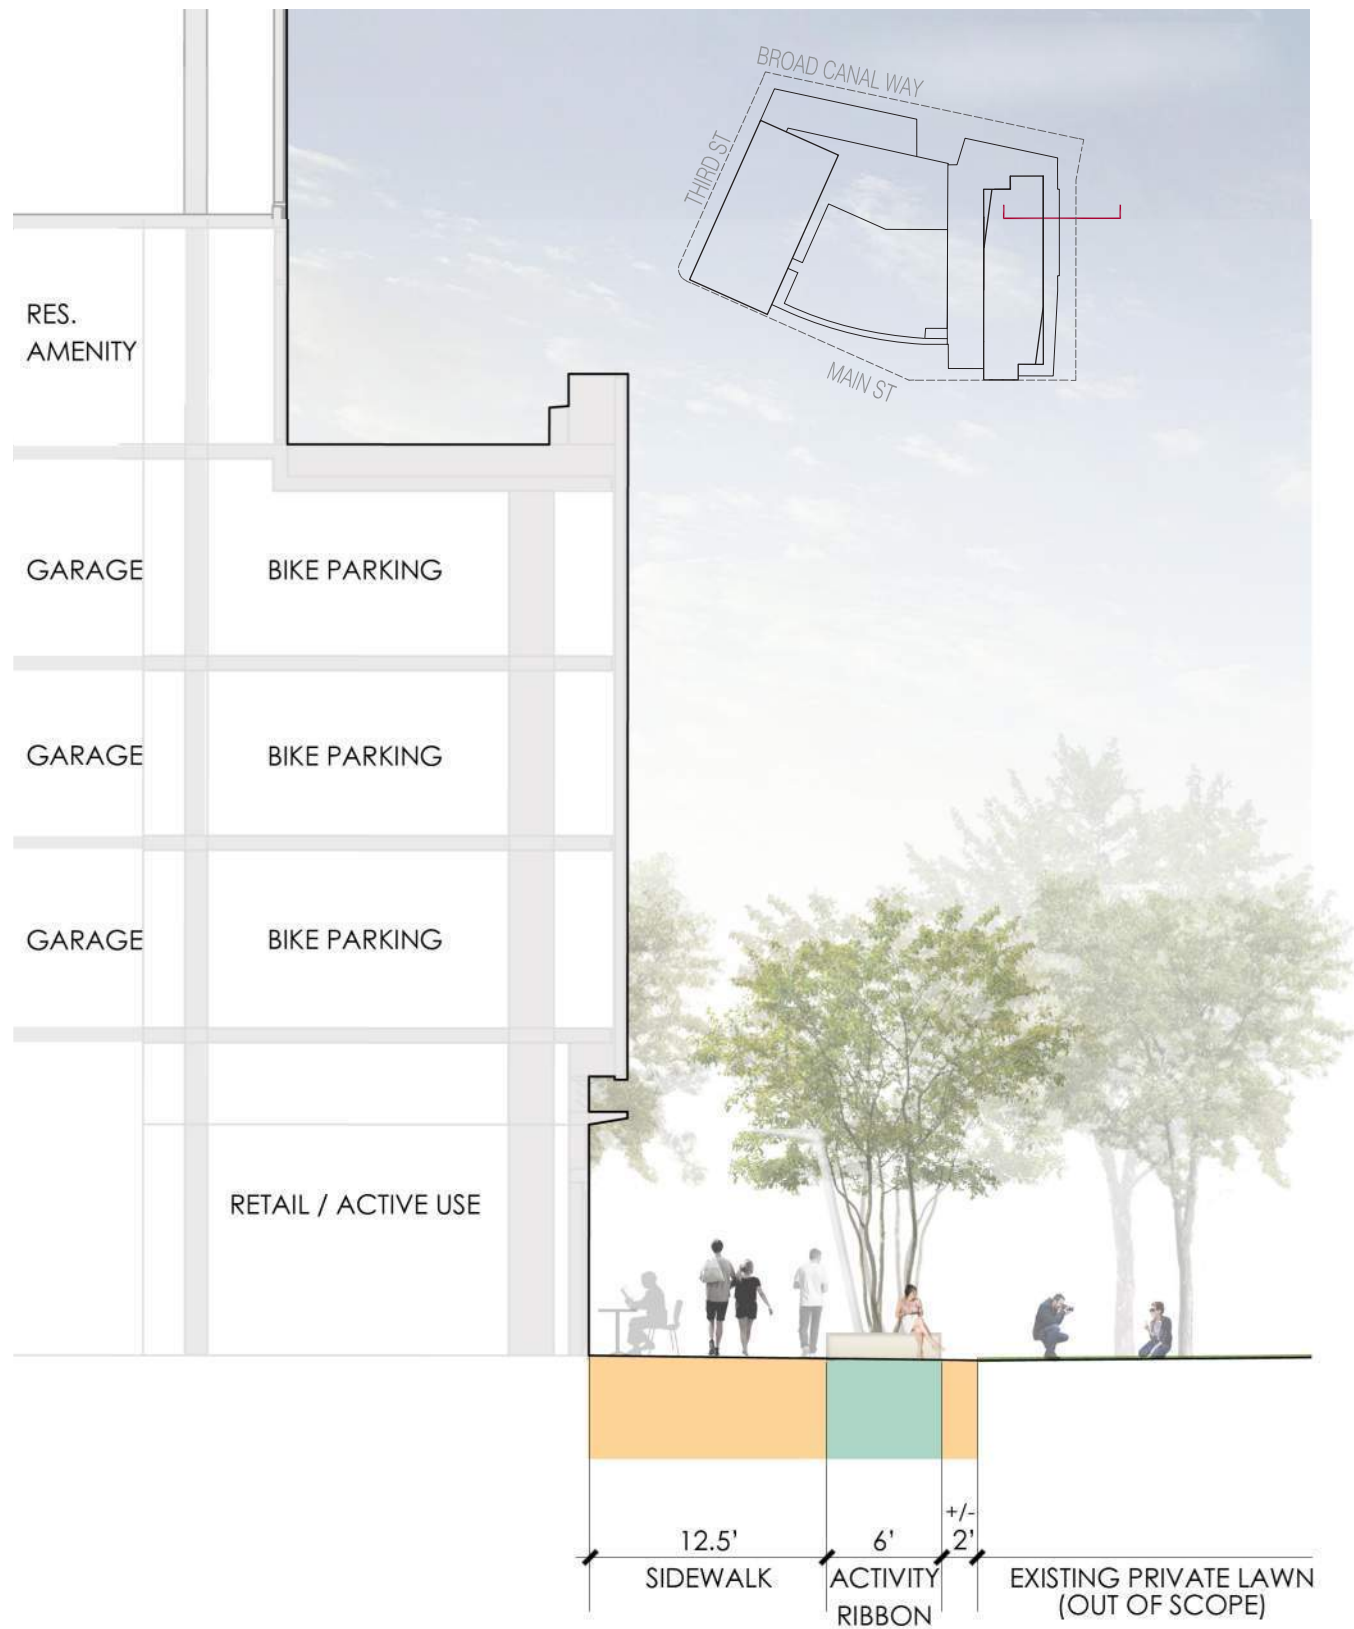 BROAD CANAL WAY
THIRD ST
MAIN ST
RES.
AMENITY
GARAGE
BIKE PARKING
GARAGE
BIKE PARKING
GARAGE
BIKE PARKING
RETAIL / ACTIVE USE
12.5'
SIDEWALK
6'
ACTIVITY
RIBBON
+/-
2'
EXISTING PRIVATE LAWN
(OUT OF SCOPE)